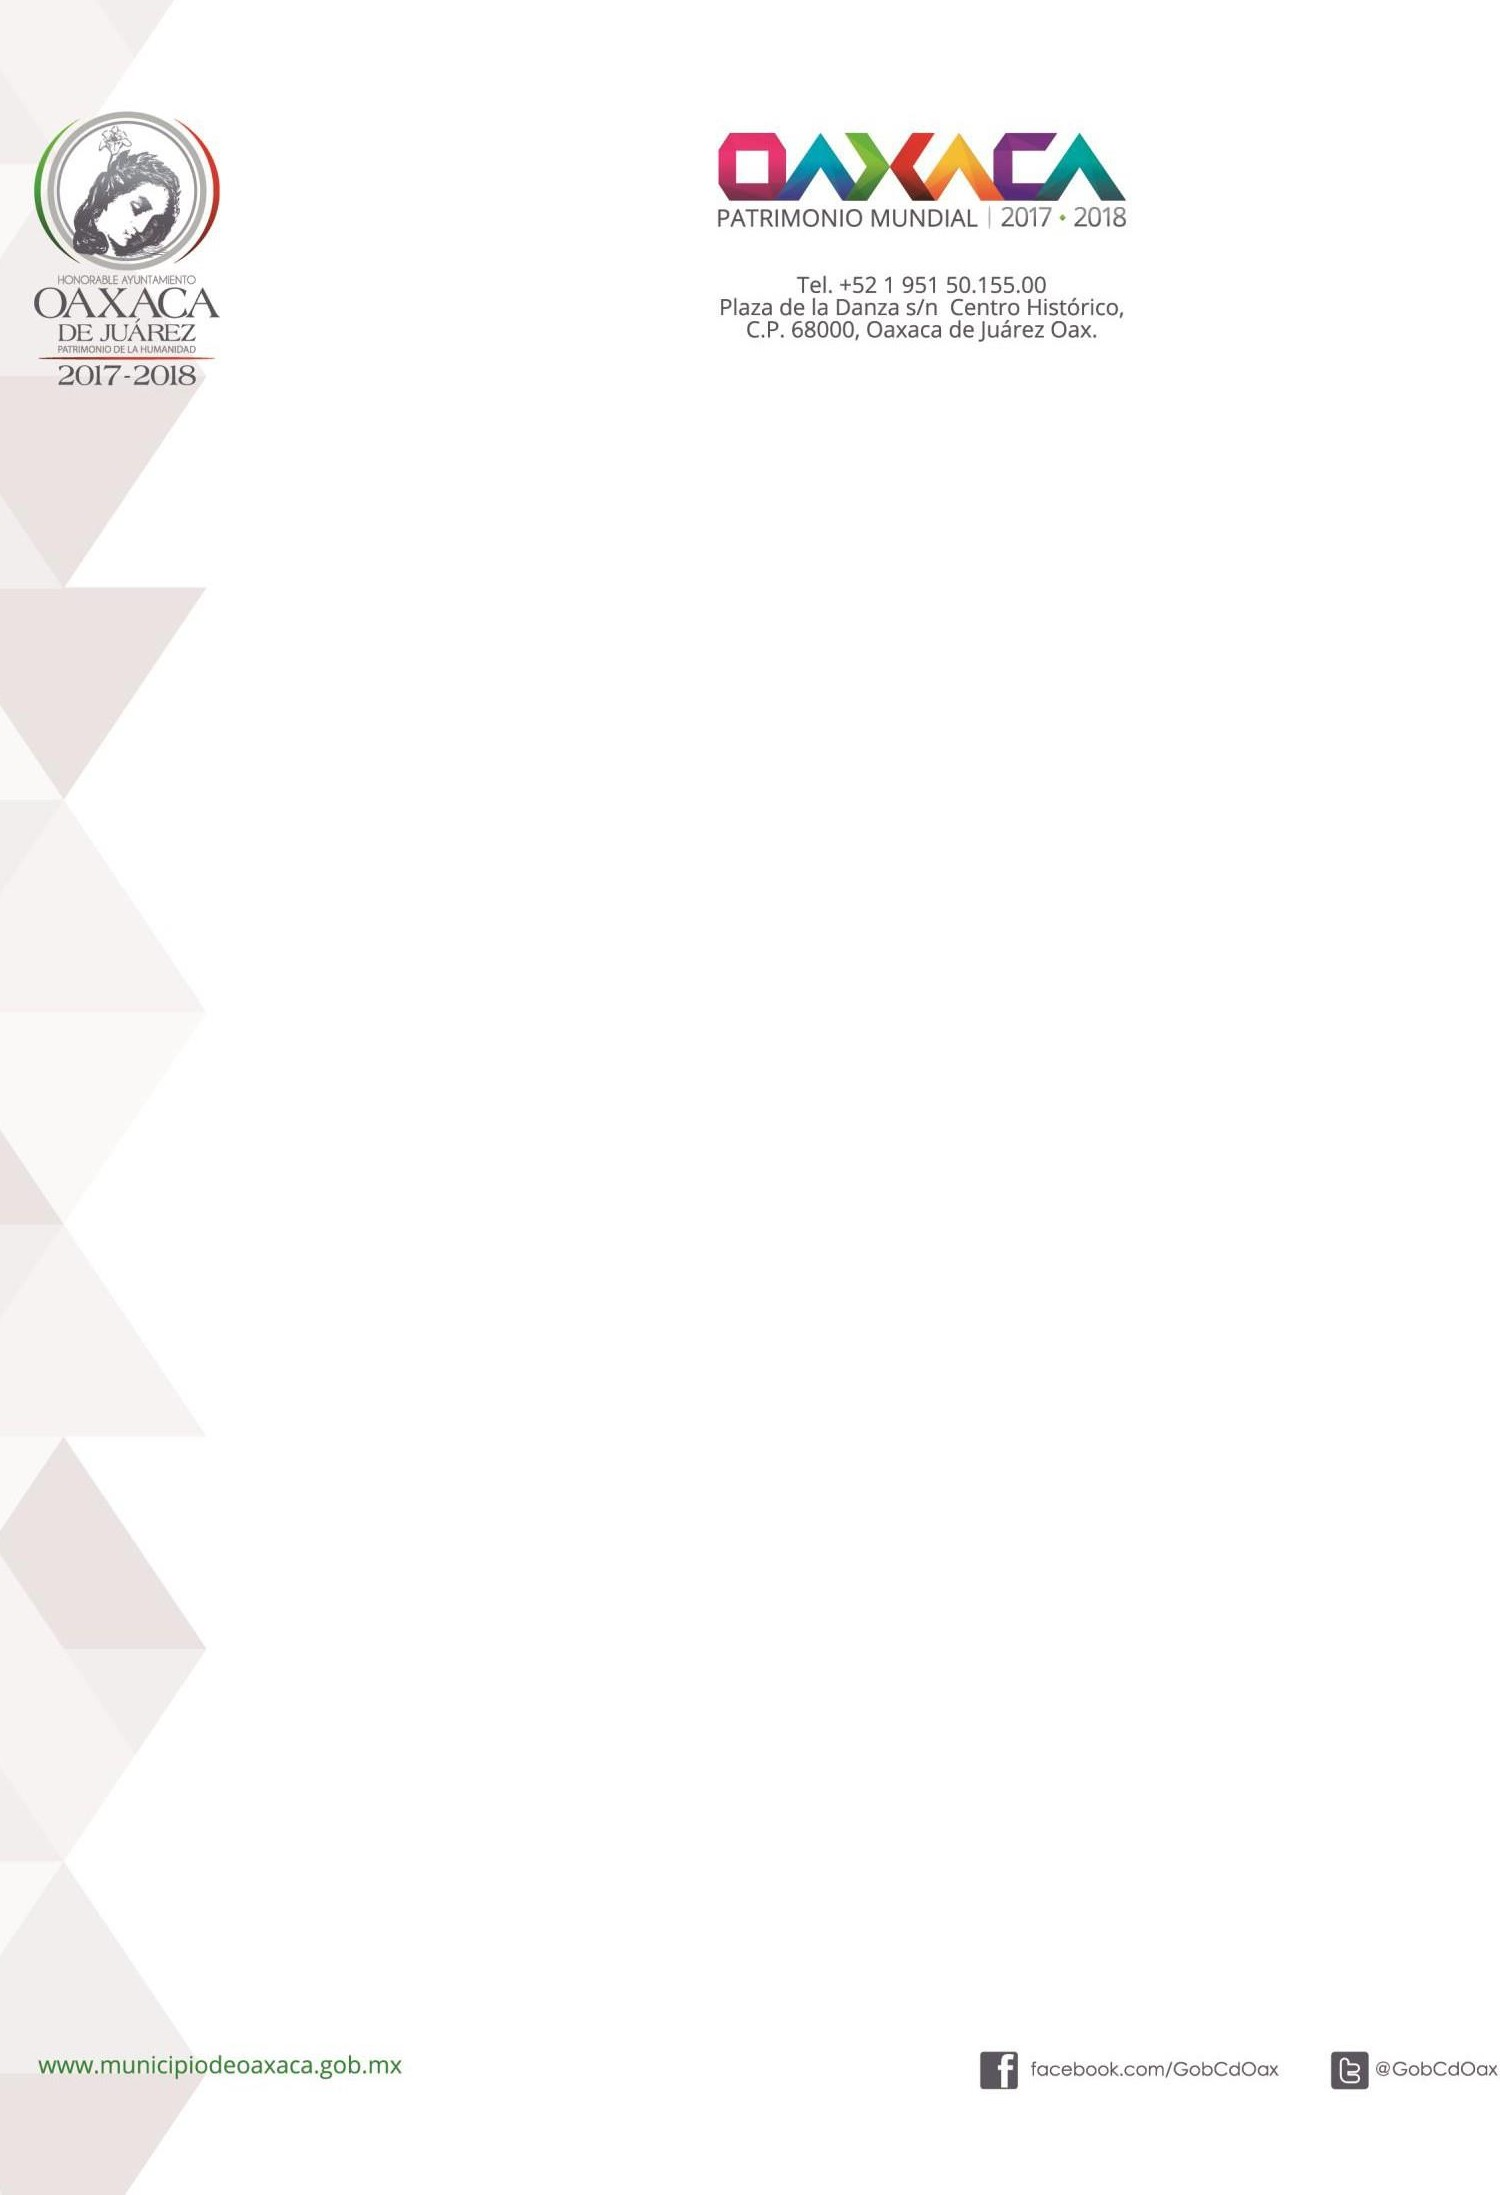 HONORABLE AYUNTAMIENTO
OAXACA
DE JUÁREZ
PATRIMONIO DE LA HUMANIDAD
2017-2018
OAXACA
PATRIMONIO MUNDIAL | 2017 • 2018
Tel. +52 1 951 50.155.00
Plaza de la Danza s/n Centro Histórico,
C.P. 68000, Oaxaca de Juárez Oax.
www.municipiodeoaxaca.gob.mx
facebook.com/GobCdOax
@GobCdOax